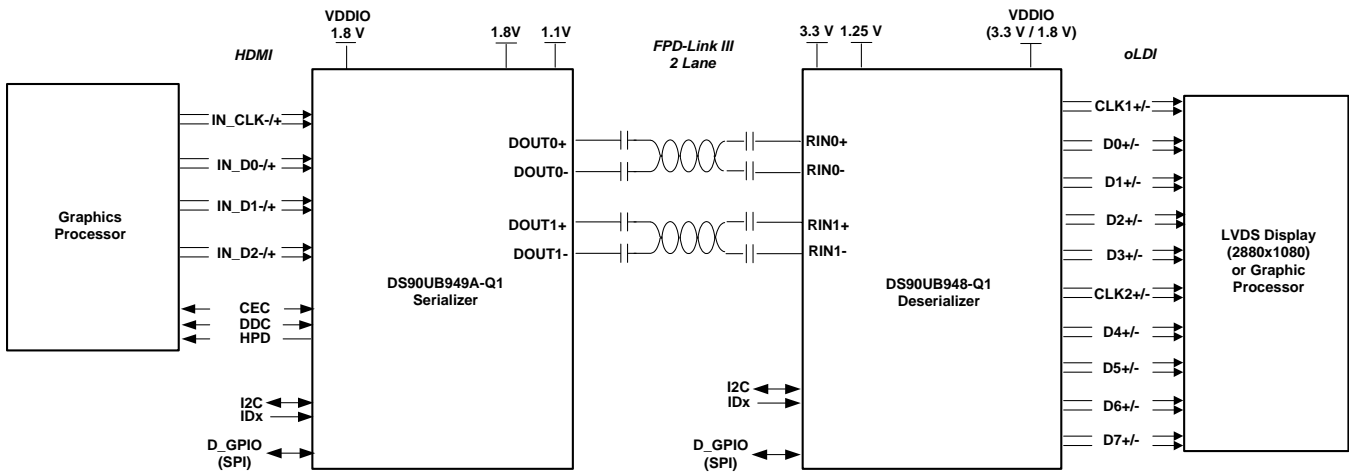 VDDIO
1.8 V
1.8V
1.1V
HDMI
FPD-Link III
2 Lane
3.3 V
1.25 V
VDDIO
(3.3 V / 1.8 V)
oLDI
Graphics
Processor
IN_CLK-/+
IN_D0-/+
IN_D1-/+
IN_D2-/+
CEC
DDC
HPD
I2C
IDx
D_GPIO
(SPI)
DS90UB949A-Q1
Serializer
DOUT0+
DOUT0-
DOUT1+
DOUT1-
RIN0+
RIN0-
RIN1+
RIN1-
DS90UB948-Q1
Deserializer
I2C
IDx
D_GPIO
(SPI)
CLK1+/-
D0+/-
D1+/-
D2+/-
D3+/-
CLK2+/-
D4+/-
D5+/-
D6+/-
D7+/-
LVDS Display
(2880x1080)
or Graphic
Processor